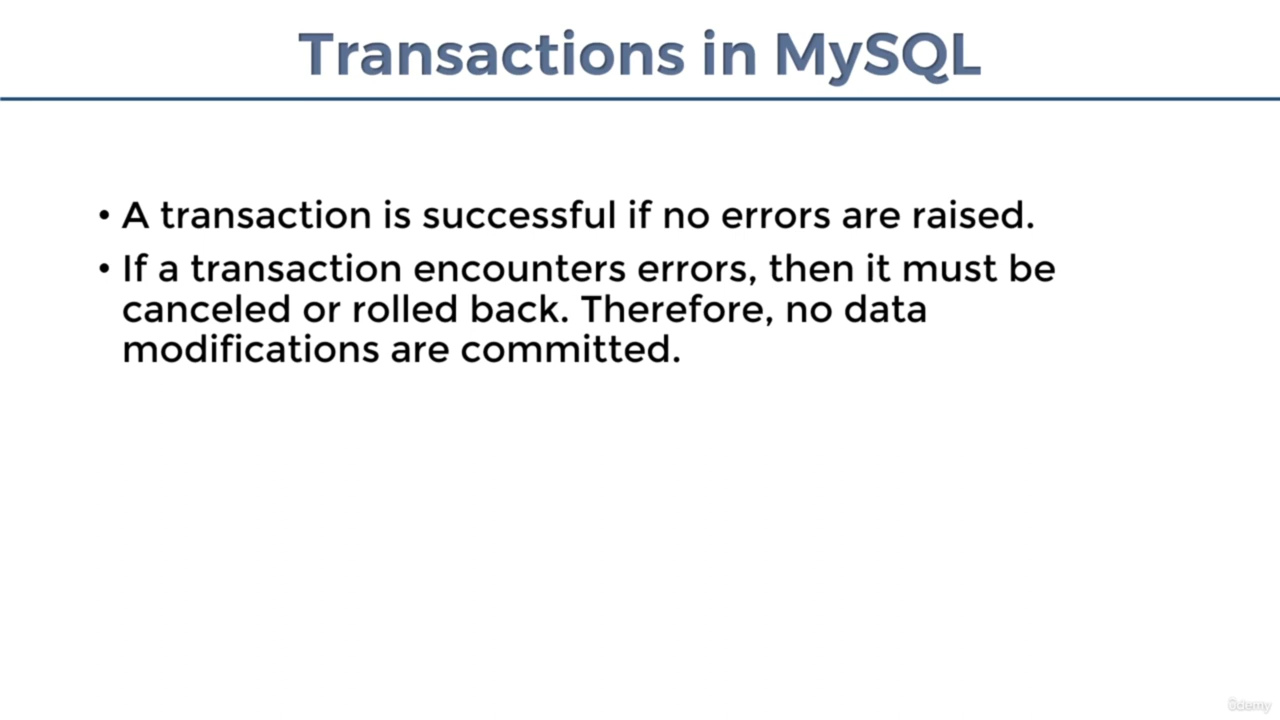 Transactions in MySQL
• A transaction is successful if no errors are raised.
• If a transaction encounters errors, then it must be
canceled or rolled back. Therefore, no data
modifications are committed.
ûdemy